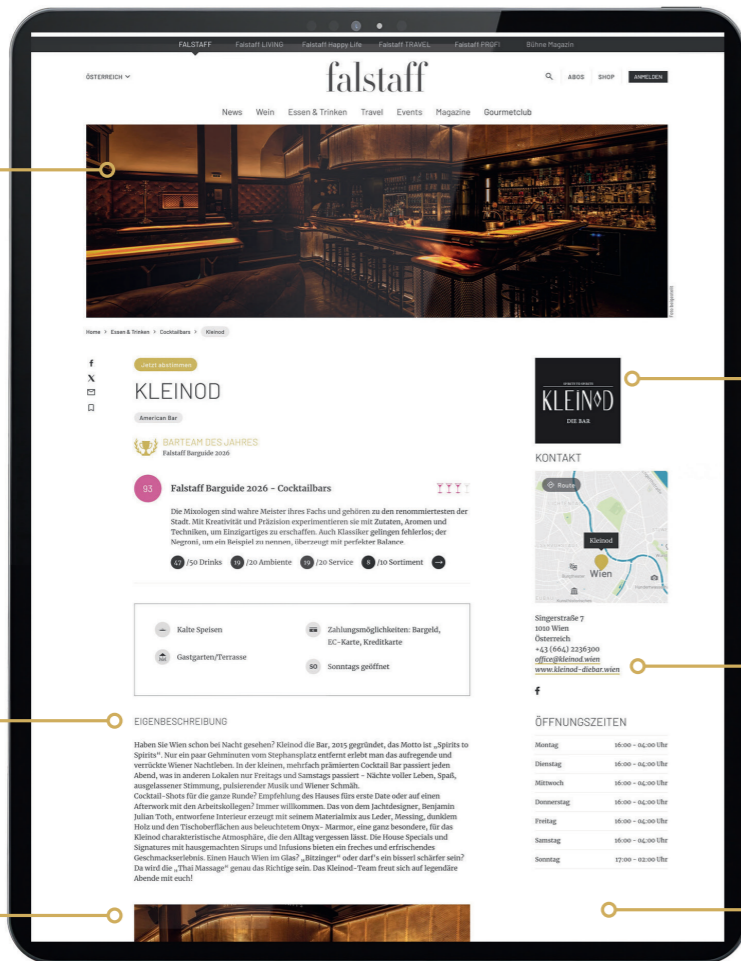 FALSTAFF Falstaff LIVING Falstaff Happy Life Falstaff TRAVEL Falstaff PROFI Bühne Magazin
ÖSTERREICH
falstaff
ABOS SHOP ANMELDEN
News Wein Essen & Trinken Travel Events Magazine Gourmetclub
Home > Essen & Trinken > Cocktailbars > Kleinod
Jetzt abstimmen
KLEINOD
American Bar
BARTEAM DES JAHRES
Falstaff Barguide 2026
93 Falstaff Barguide 2026 – Cocktailbars
Die Mixologen sind wahre Meister ihres Fachs und gehören zu den renommiertesten der
Stadt. Mit Kreativität und Präzision experimentieren sie mit Zutaten, Aromen und
Techniken, um Einzigartiges zu erschaffen. Auch Klassiker gelingen fehlerlos; der
Negroni, um ein Beispiel zu nennen, überzeugt mit perfekter Balance.
47 /50 Drinks 19 /20 Ambiente 19 /20 Service 8 /10 Sortiment
Kalte Speisen
Gastgarten/Terrasse
Zahlungsmöglichkeiten: Bargeld,
EC-Karte, Kreditkarte
SO Sonntags geöffnet
EIGENBESCHREIBUNG
Haben Sie Wien schon bei Nacht gesehen? Kleinod die Bar, 2015 gegründet, das Motto ist „Spirits to
Spirits“. Nur ein paar Gehminuten vom Stephansplatz entfernt erlebt man das aufregende und
verrückte Wiener Nachtleben. In der kleinen, mehrfach prämierten Cocktail Bar passiert jeden
Abend, was in anderen Lokalen nur Freitags und Samstags passiert - Nächte voller Leben, Spaß,
ausgelassener Stimmung, pulsierender Musik und Wiener Schmäh.
Cocktail-Shots für die ganze Runde? Empfehlung des Hauses fürs erste Date oder auf einen
Afterwork mit den Arbeitskollegen? Immer willkommen. Das von dem Jachtdesigner, Benjamin
Julian Toth, entworfene Interieur erzeugt mit seinem Materialmix aus Leder, Messing, dunklem
Holz und den Tischoberflächen aus beleuchtetem Onyx- Marmor, eine ganz besondere, für das
Kleinod charakteristische Atmosphäre, die den Alltag vergessen lässt. Die House Specials und
Signatures mit hausgemachten Sirups und Infusions bieten ein freches und erfrischendes
Geschmackserlebnis. Einen Hauch Wien im Glas? „Bitzinger“ oder darf's ein bisserl schärfer sein?
Da wird die „Thai Massage“ genau das Richtige sein. Das Kleinod-Team freut sich auf legendäre
Abende mit euch!
KLEINOD
DIE BAR
KONTAKT
Route
Kleinod
Wien
Singerstraße 7
1010 Wien
Österreich
+43 (664) 2236300
office@kleinod.wien
www.kleinod-diebar.wien
ÖFFNUNGSZEITEN
Montag 16:00 - 04:00 Uhr
Dienstag 16:00 - 04:00 Uhr
Mittwoch 16:00 - 04:00 Uhr
Donnerstag 16:00 - 04:00 Uhr
Freitag 16:00 - 04:00 Uhr
Samstag 16:00 - 04:00 Uhr
Sonntag 17:00 - 02:00 Uhr